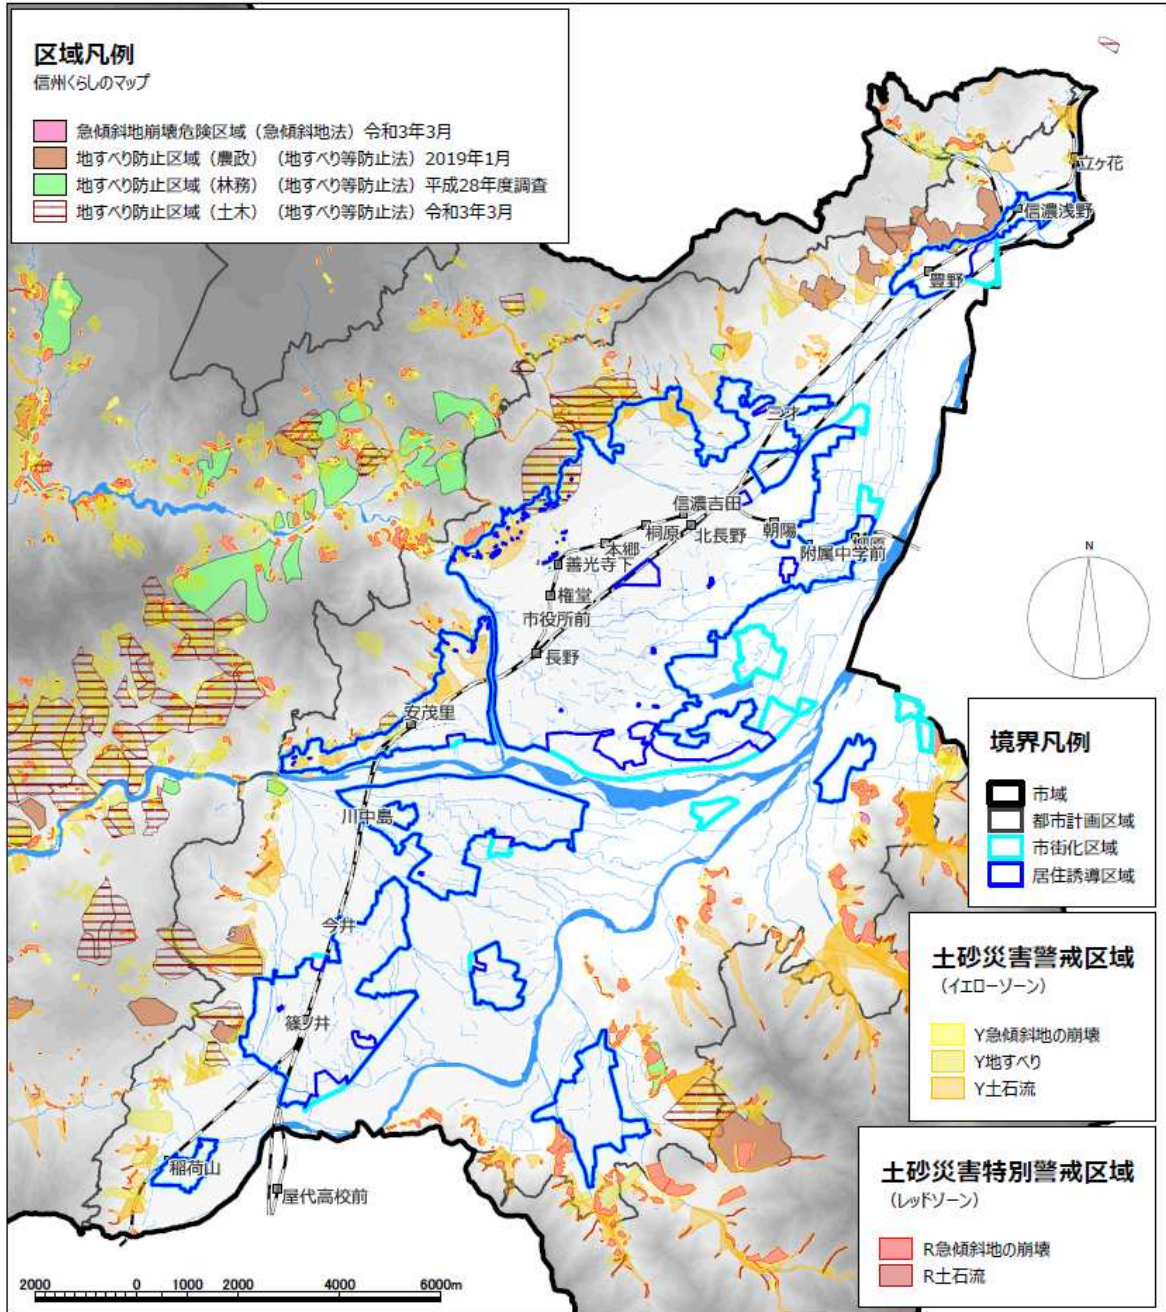 区域凡例
信州くらしのマップ
急傾斜地崩壊危険区域（急傾斜地法）令和3年3月
地すべり防止区域（農政）（地すべり等防止法）2019年1月
地すべり防止区域（林務）（地すべり等防止法）平成28年度調査
地すべり防止区域（土木）（地すべり等防止法）令和3年3月
立ヶ花
信濃浅野
豊野
三才
信濃吉田
桐原
北長野
朝陽
本郷
附属中学前
善光寺下
権堂
市役所前
長野
安茂里
川中島
今井
篠ノ井
稲荷山
屋代高校前
N
境界凡例
市域
都市計画区域
市街化区域
居住誘導区域
土砂災害警戒区域
（イエローゾーン）
Y急傾斜地の崩壊
Y地すべり
Y土石流
土砂災害特別警戒区域
（レッドゾーン）
R急傾斜地の崩壊
R土石流
2000 0 1000 2000 4000 6000m